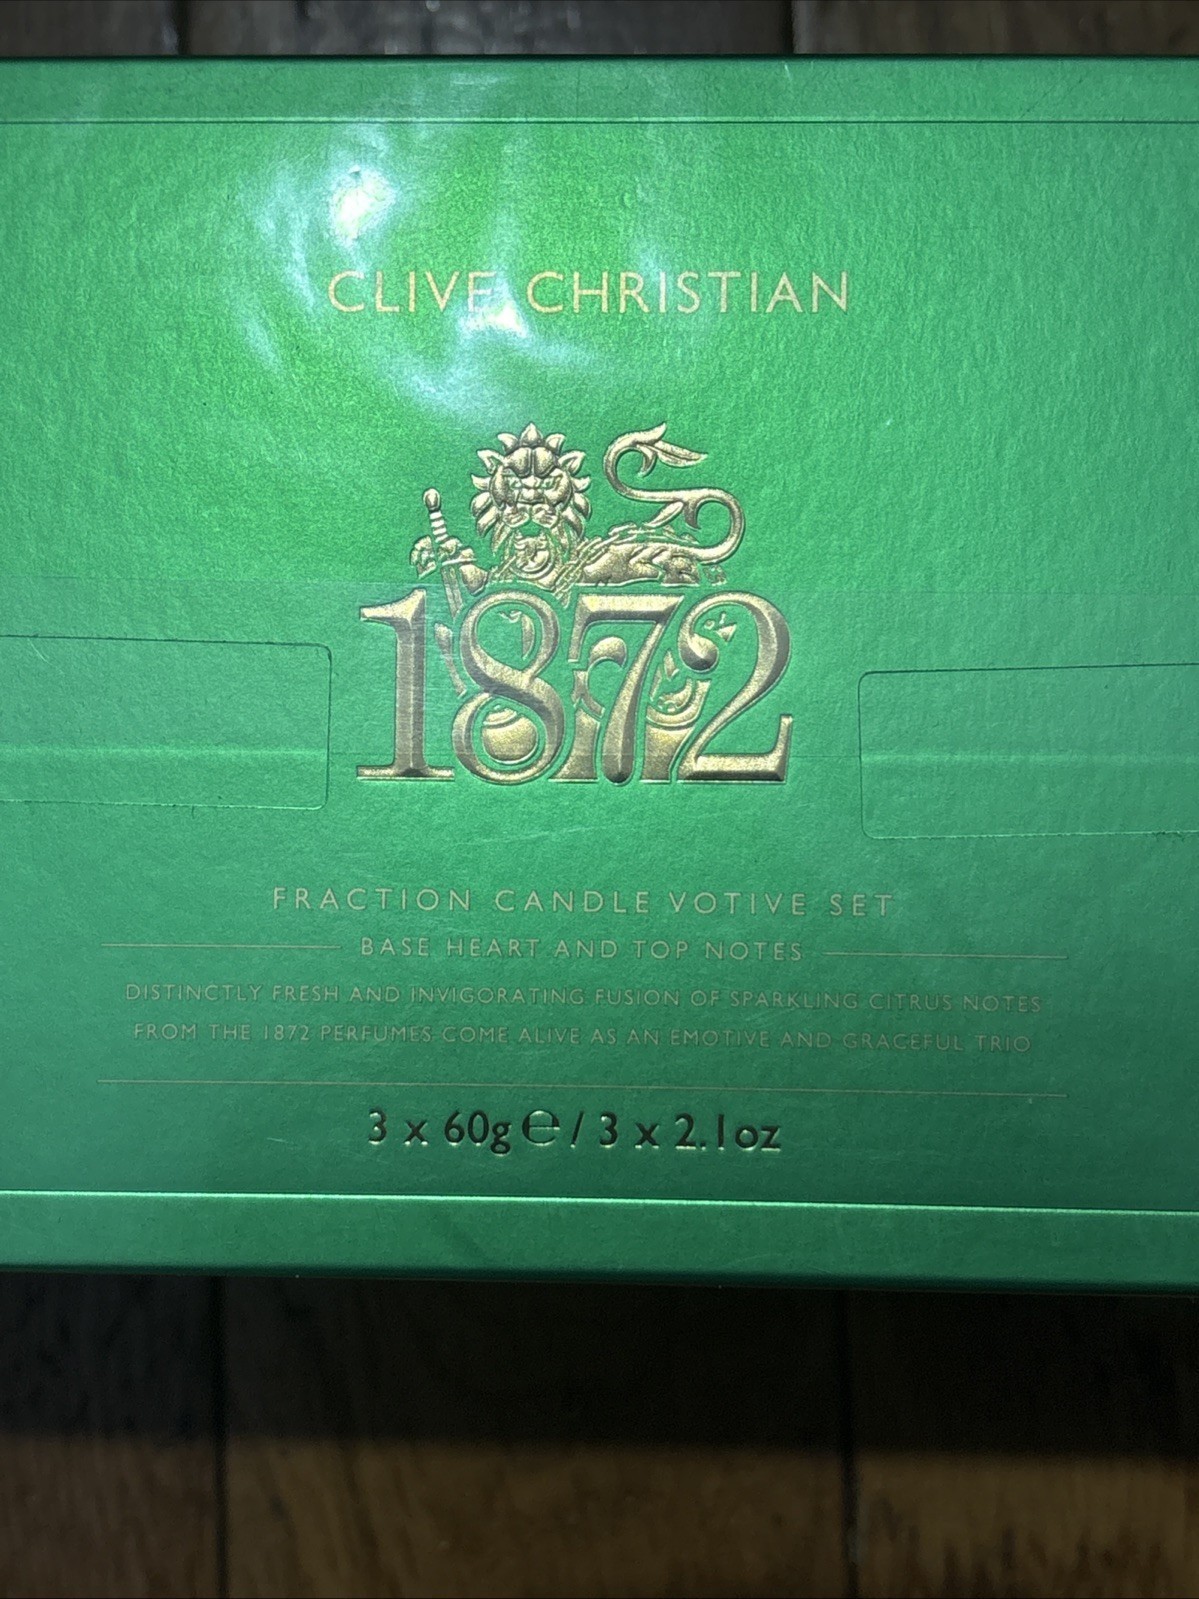 CLIVE CHRISTIAN
1872
FRACTION CANDLE VOTIVE SET
BASE HEART AND TOP NOTES
DISTINCTLY FRESH AND INVIGORATING FUSION OF SPARKLING CITRUS NOTES
FROM THE 1872 PERFUMES COME ALIVE AS AN EMOTIVE AND GRACEFUL TRIO
3 x 60g ℮ / 3 x 2.1oz